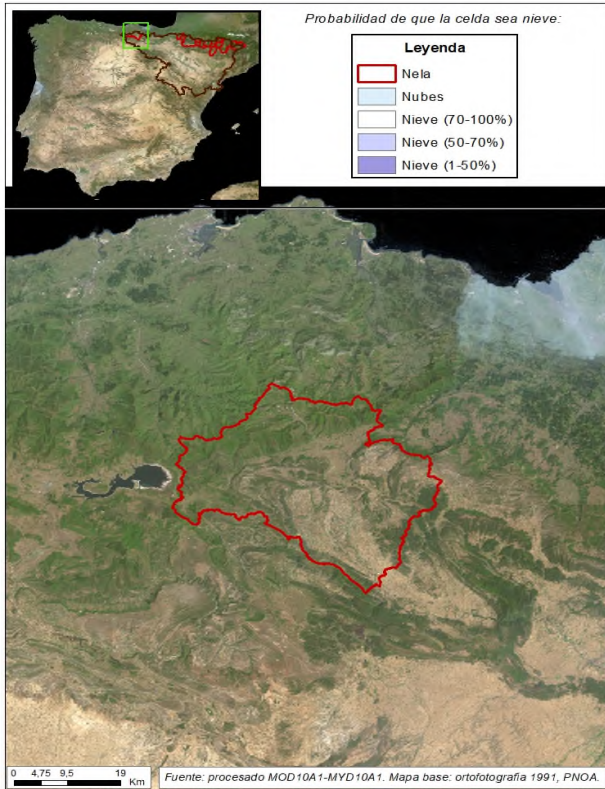 Probabilidad de que la celda sea nieve:
Leyenda
Nela
Nubes
Nieve (70-100%)
Nieve (50-70%)
Nieve (1-50%)
0 4,75 9,5 19
Km
Fuente: procesado MOD10A1-MYD10A1. Mapa base: ortofotografía 1991, PNOA.